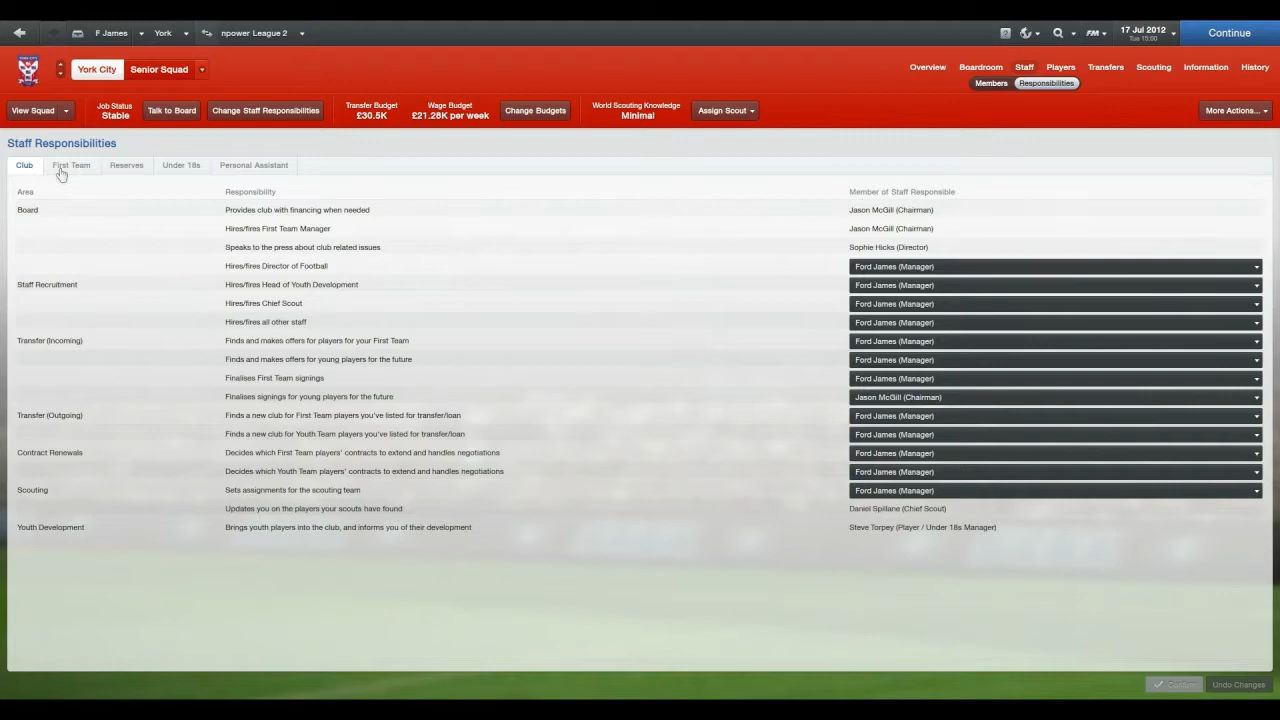 F James York npower League 2
17 Jul 2012
Tue 15:00
FM
Continue
York City Senior Squad
Overview Boardroom Staff Players Transfers Scouting Information History
Members Responsibilities
View Squad
Job Status
Stable
Talk to Board
Change Staff Responsibilities
Transfer Budget
£30.5K
Wage Budget
£21.28K per week
Change Budgets
World Scouting Knowledge
Minimal
Assign Scout
More Actions...
Staff Responsibilities
Club First Team Reserves Under 18s Personal Assistant
Area Responsibility Member of Staff Responsible
Board Provides club with financing when needed Jason McGill (Chairman)
Hires/fires First Team Manager Jason McGill (Chairman)
Speaks to the press about club related issues Sophie Hicks (Director)
Hires/fires Director of Football Ford James (Manager)
Staff Recruitment Hires/fires Head of Youth Development Ford James (Manager)
Hires/fires Chief Scout Ford James (Manager)
Hires/fires all other staff Ford James (Manager)
Transfer (Incoming) Finds and makes offers for players for your First Team Ford James (Manager)
Finds and makes offers for young players for the future Ford James (Manager)
Finalises First Team signings Ford James (Manager)
Finalises signings for young players for the future Jason McGill (Chairman)
Transfer (Outgoing) Finds a new club for First Team players you've listed for transfer/loan Ford James (Manager)
Finds a new club for Youth Team players you've listed for transfer/loan Ford James (Manager)
Contract Renewals Decides which First Team players' contracts to extend and handles negotiations Ford James (Manager)
Decides which Youth Team players' contracts to extend and handles negotiations Ford James (Manager)
Scouting Sets assignments for the scouting team Ford James (Manager)
Updates you on the players your scouts have found Daniel Spillane (Chief Scout)
Youth Development Brings youth players into the club, and informs you of their development Steve Torpey (Player / Under 18s Manager)
Confirm Undo Changes